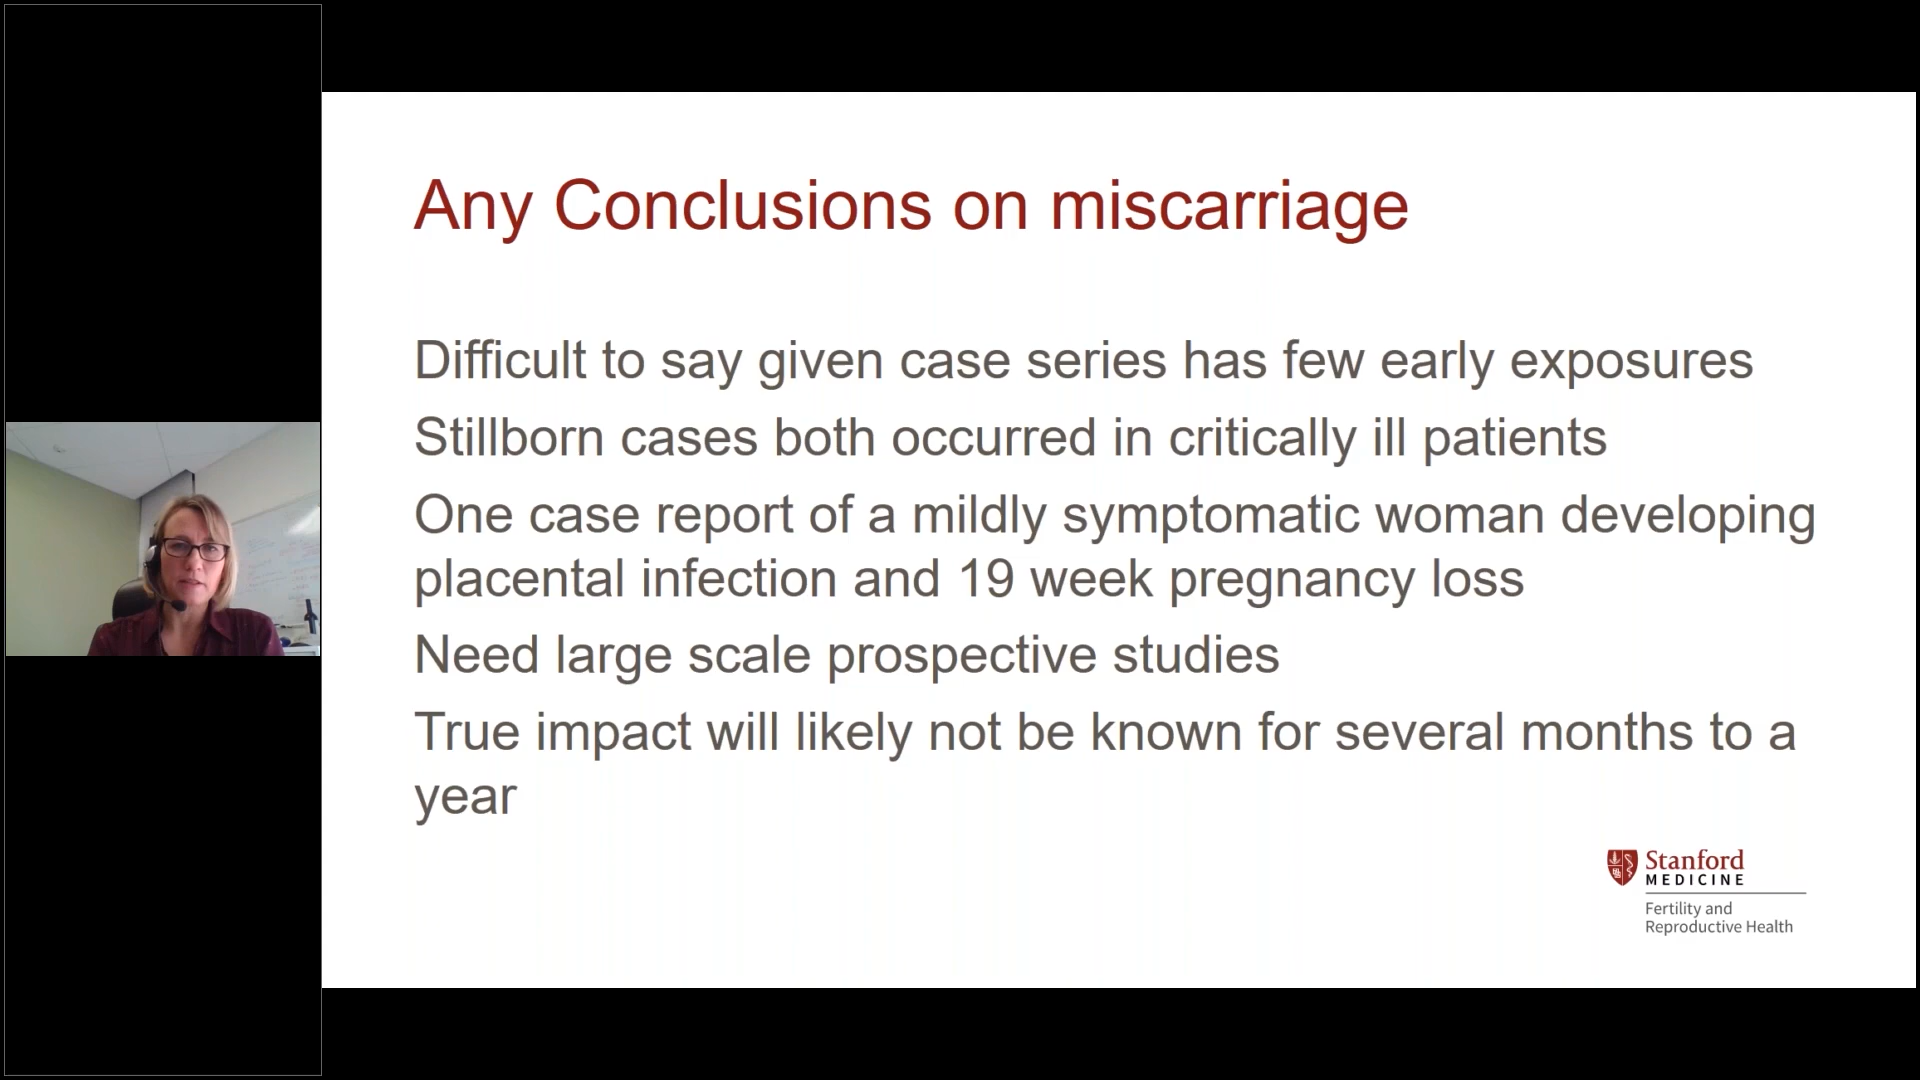 Any Conclusions on miscarriage
Difficult to say given case series has few early exposures
Stillborn cases both occurred in critically ill patients
One case report of a mildly symptomatic woman developing
placental infection and 19 week pregnancy loss
Need large scale prospective studies
True impact will likely not be known for several months to a
year
Stanford
MEDICINE
Fertility and
Reproductive Health